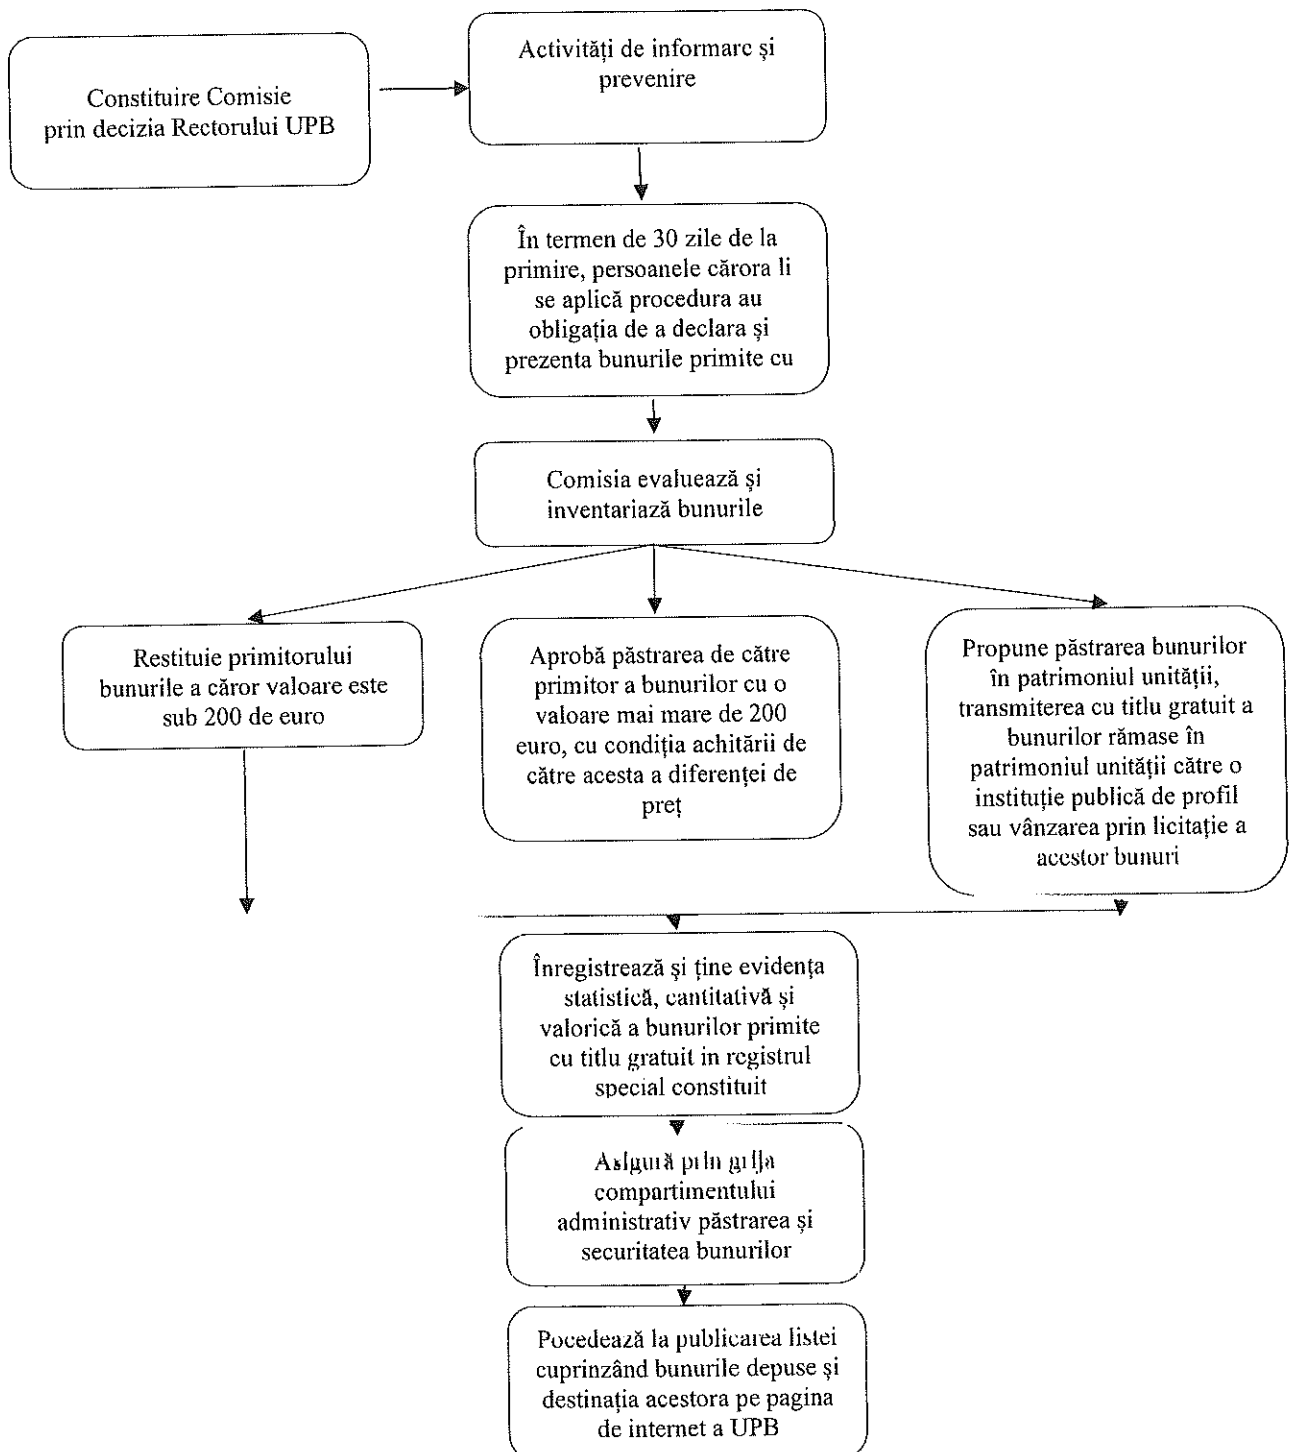 Constituire Comisie
prin decizia Rectorului UPB
Activități de informare și
prevenire
În termen de 30 zile de la
primire, persoanele cărora li
se aplică procedura au
obligația de a declara și
prezenta bunurile primite cu
Comisia evaluează și
inventariază bunurile
Restituie primitorului
bunurile a căror valoare este
sub 200 de euro
Aprobă păstrarea de către
primitor a bunurilor cu o
valoare mai mare de 200
euro, cu condiția achitării de
către acesta a diferenței de
preț
Propune păstrarea bunurilor
în patrimoniul unității,
transmiterea cu titlu gratuit a
bunurilor rămase în
patrimoniul unității către o
instituție publică de profil
sau vânzarea prin licitație a
acestor bunuri
Înregistrează și ține evidența
statistică, cantitativă și
valorică a bunurilor primite
cu titlu gratuit in registrul
special constituit
Asigură prin grija
compartimentului
administrativ păstrarea și
securitatea bunurilor
Pocedează la publicarea listei
cuprinzând bunurile depuse și
destinația acestora pe pagina
de internet a UPB